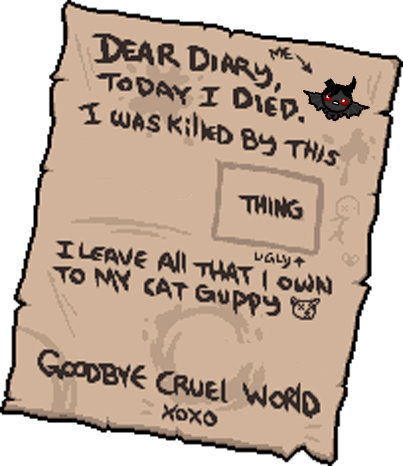 ME
DEAR DIARY,
TODAY I DIED.
I WAS KillED BY THIS
THING
UGLY
I LEAVE All THAT I OWN
TO MY CAT GUPPY
GOODBYE CRUEL WORLD
XOXO